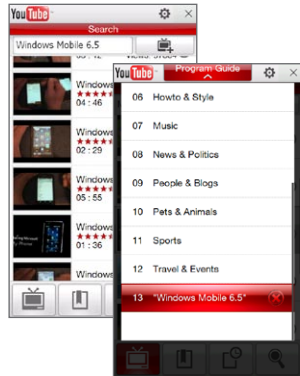 YouTube
Search
Windows Mobile 6.5
Windows
04 : 46
Windows
02 : 29
Windows
05 : 55
Windows
01 : 36
Windows
YouTube
Program Guide
06 Howto & Style
07 Music
08 News & Politics
09 People & Blogs
10 Pets & Animals
11 Sports
12 Travel & Events
13 "Windows Mobile 6.5"